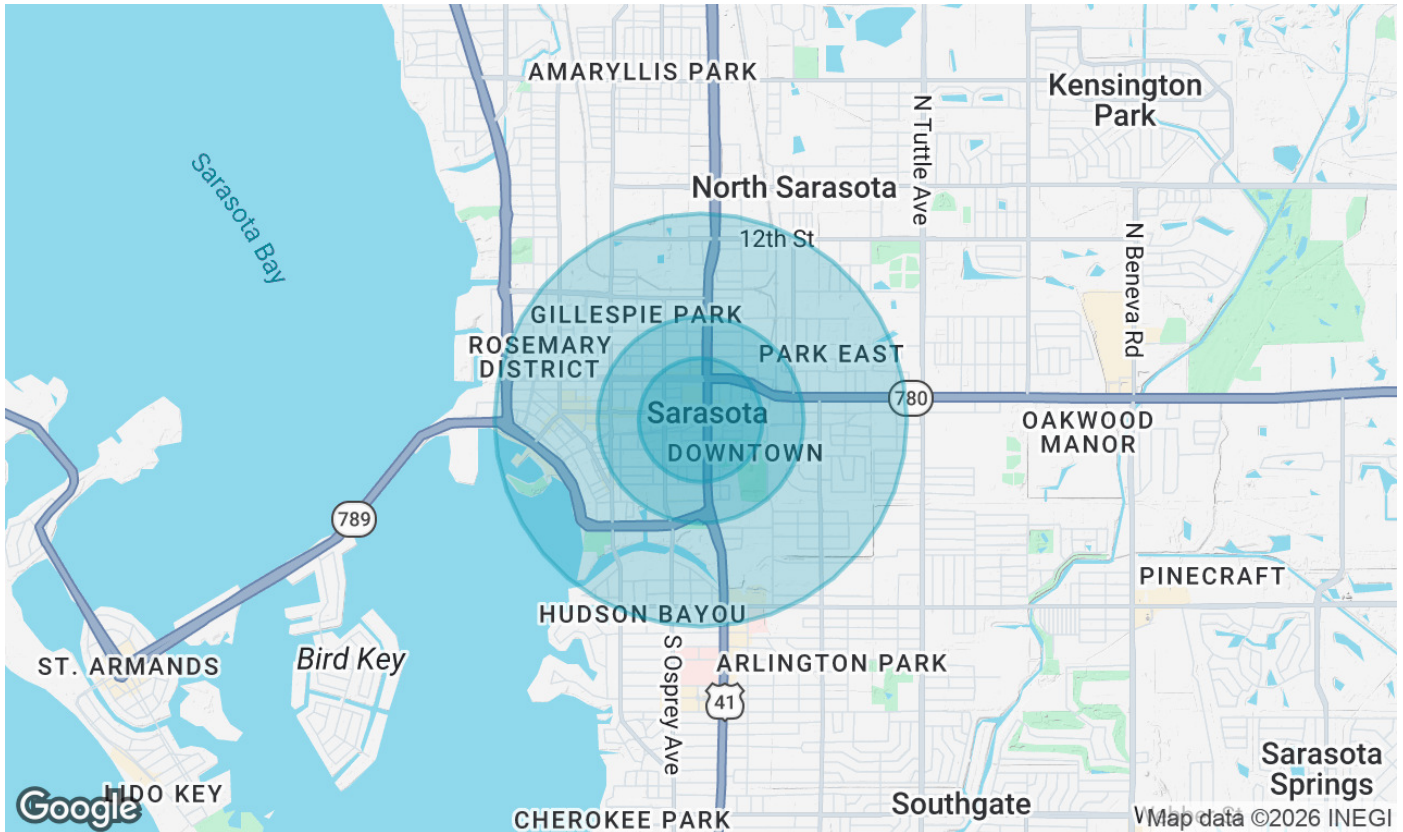 AMARYLLIS PARK
Kensington
Park
N Tuttle Ave
Sarasota Bay
North Sarasota
12th St
N Beneva Rd
GILLESPIE PARK
ROSEMARY
DISTRICT
PARK EAST
780
Sarasota
DOWNTOWN
OAKWOOD
MANOR
789
PINECRAFT
HUDSON BAYOU
S Osprey Ave
ST. ARMANDS
Bird Key
ARLINGTON PARK
41
Sarasota
Springs
LIDO KEY
Google
CHEROKEE PARK
Southgate
Map data ©2026 INEGI